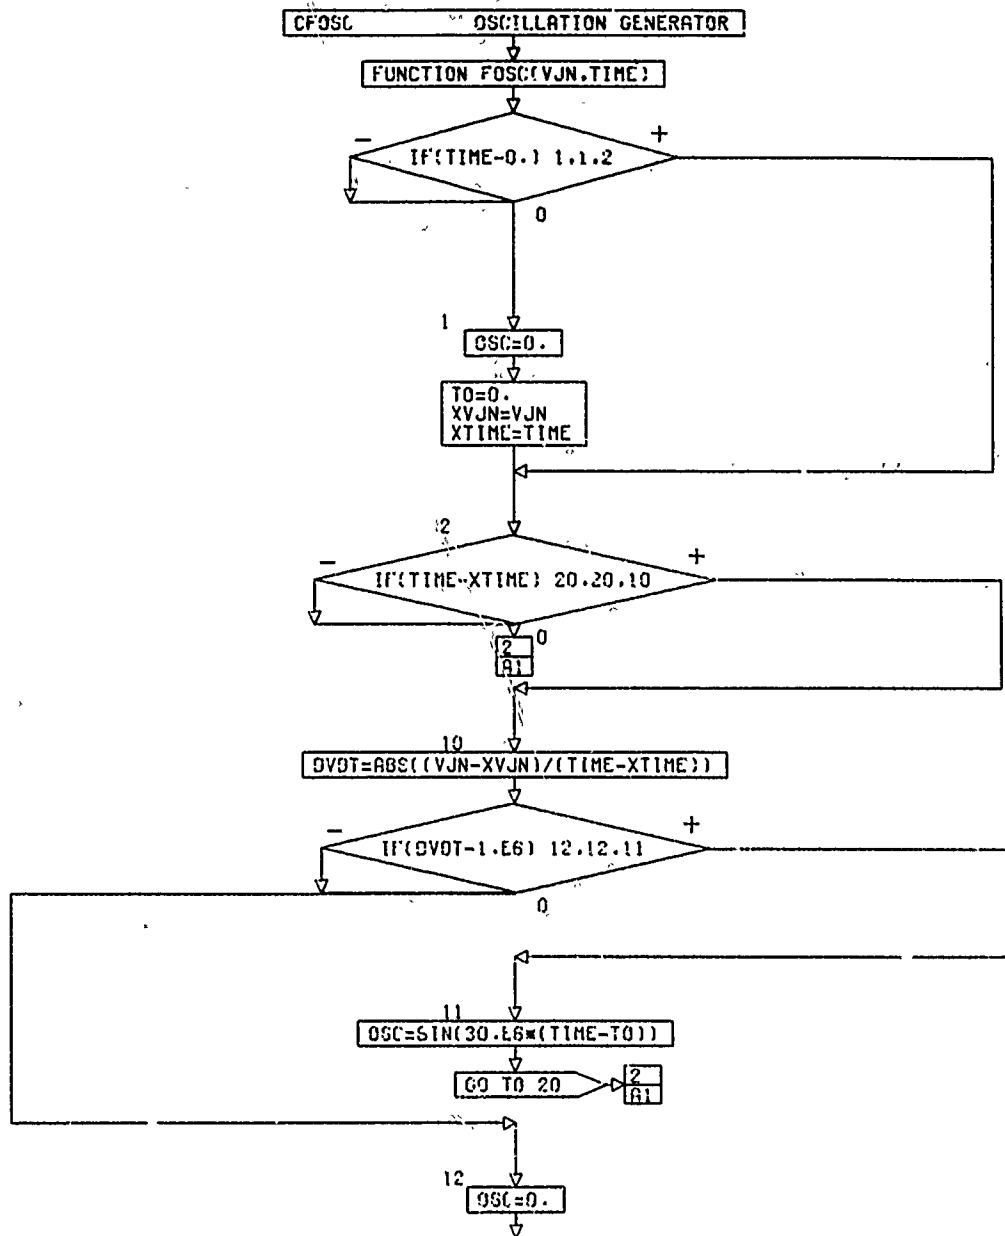 CFOSC OSCILLATION GENERATOR
FUNCTION FOSC(VJN,TIME)
- +
IF(TIME-0.) 1,1,2
0
1
OSC=0.
TO=0.
XVJN=VJN
XTIME=TIME
2
- +
IF(TIME-XTIME) 20,20,10
0
2
A1
10
DVDT=ABS((VJN-XVJN)/(TIME-XTIME))
- +
IF(DVDT-1.E6) 12,12,11
0
11
OSC=SIN(30.E6*(TIME-TO))
GO TO 20
2
A1
12
OSC=0.